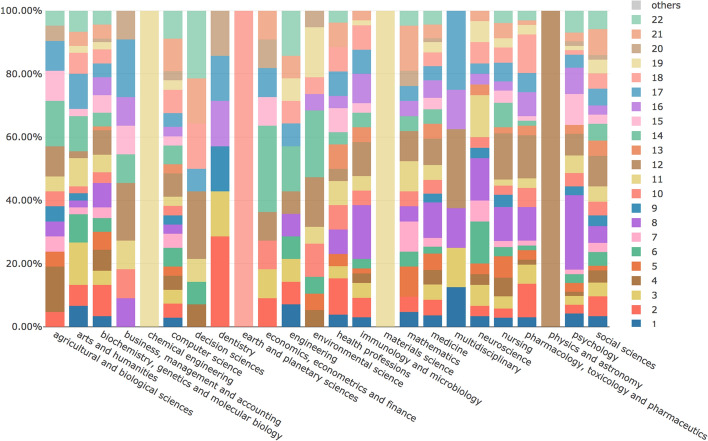 100.00%
80.00%
60.00%
40.00%
20.00%
0.00%
agricultural and biological sciences
arts and humanities
biochemistry, genetics and molecular biology
business, management and accounting
chemical engineering
computer science
decision sciences
dentistry
earth and planetary sciences
economics, econometrics and finance
engineering
environmental science
health professions
immunology and microbiology
materials science
mathematics
medicine
multidisciplinary
neuroscience
nursing
pharmacology, toxicology and pharmaceutics
physics and astronomy
psychology
social sciences
others
22
21
20
19
18
17
16
15
14
13
12
11
10
9
8
7
6
5
4
3
2
1